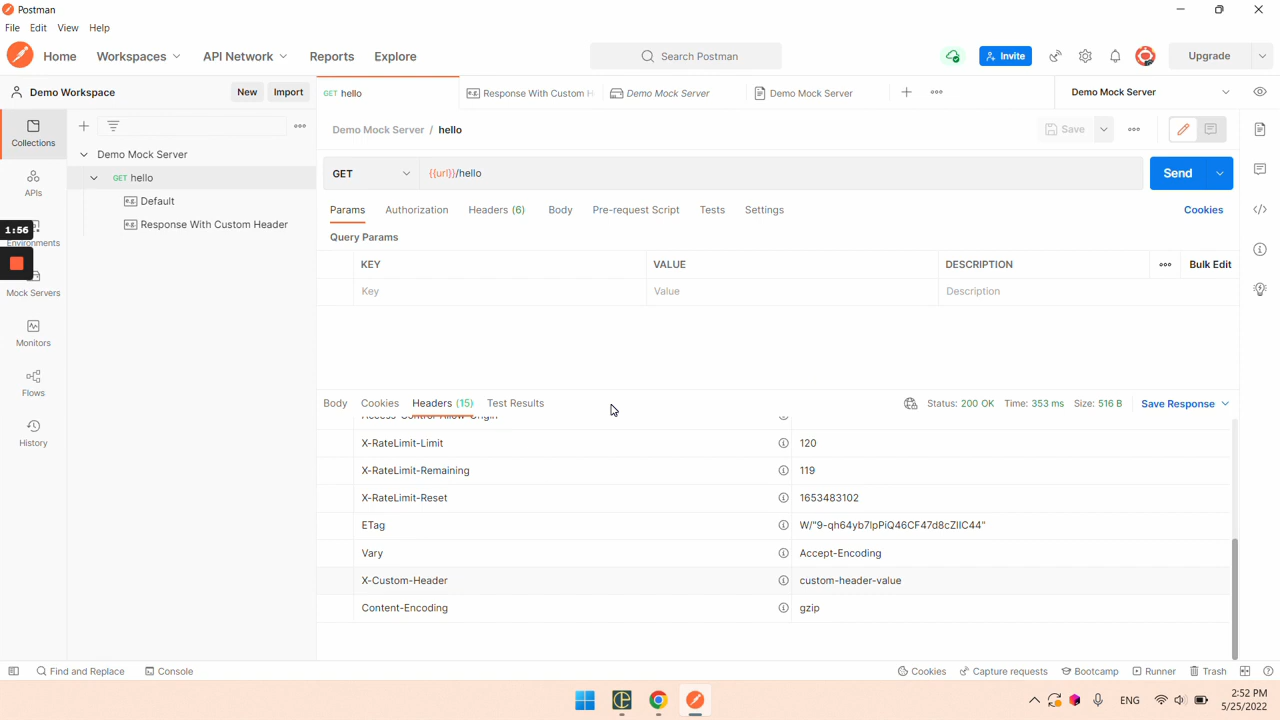 Postman
File Edit View Help
Home Workspaces API Network Reports Explore Search Postman Invite Upgrade
Demo Workspace New Import GET hello Response With Custom H Demo Mock Server Demo Mock Server Demo Mock Server
Collections
APIs
Environments
Mock Servers
Monitors
Flows
History
1:56
Demo Mock Server
GET hello
Default
Response With Custom Header
Demo Mock Server / hello Save
GET {{url}}/hello Send
Params Authorization Headers (6) Body Pre-request Script Tests Settings Cookies
Query Params
KEY VALUE DESCRIPTION Bulk Edit
Key Value Description
Body Cookies Headers (15) Test Results Status: 200 OK Time: 353 ms Size: 516 B Save Response
Access-Control-Allow-Origin
X-RateLimit-Limit 120
X-RateLimit-Remaining 119
X-RateLimit-Reset 1653483102
ETag W/"9-qh64yb7lpPiQ46CF47d8cZIIC44"
Vary Accept-Encoding
X-Custom-Header custom-header-value
Content-Encoding gzip
Find and Replace Console Cookies Capture requests Bootcamp Runner Trash
ENG 2:52 PM
5/25/2022